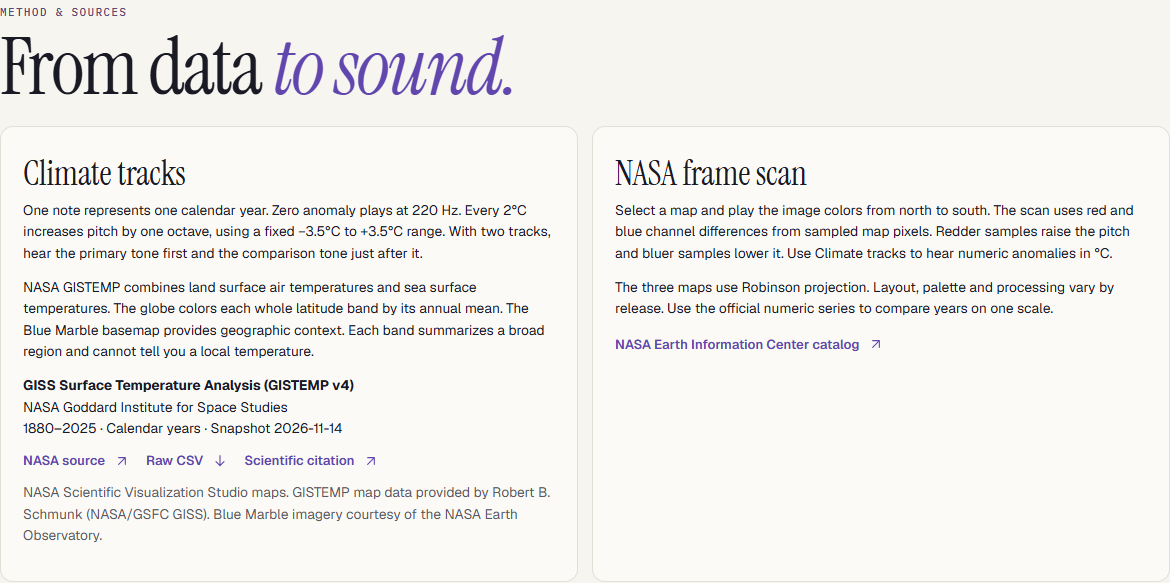 METHOD & SOURCES
From data to sound.
Climate tracks
One note represents one calendar year. Zero anomaly plays at 220 Hz. Every 2°C
increases pitch by one octave, using a fixed −3.5°C to +3.5°C range. With two tracks,
hear the primary tone first and the comparison tone just after it.
NASA GISTEMP combines land surface air temperatures and sea surface
temperatures. The globe colors each whole latitude band by its annual mean. The
Blue Marble basemap provides geographic context. Each band summarizes a broad
region and cannot tell you a local temperature.
GISS Surface Temperature Analysis (GISTEMP v4)
NASA Goddard Institute for Space Studies
1880–2025 · Calendar years · Snapshot 2026-11-14
NASA source ↗ Raw CSV ↓ Scientific citation ↗
NASA Scientific Visualization Studio maps. GISTEMP map data provided by Robert B.
Schmunk (NASA/GSFC GISS). Blue Marble imagery courtesy of the NASA Earth
Observatory.
NASA frame scan
Select a map and play the image colors from north to south. The scan uses red and
blue channel differences from sampled map pixels. Redder samples raise the pitch
and bluer samples lower it. Use Climate tracks to hear numeric anomalies in °C.
The three maps use Robinson projection. Layout, palette and processing vary by
release. Use the official numeric series to compare years on one scale.
NASA Earth Information Center catalog ↗